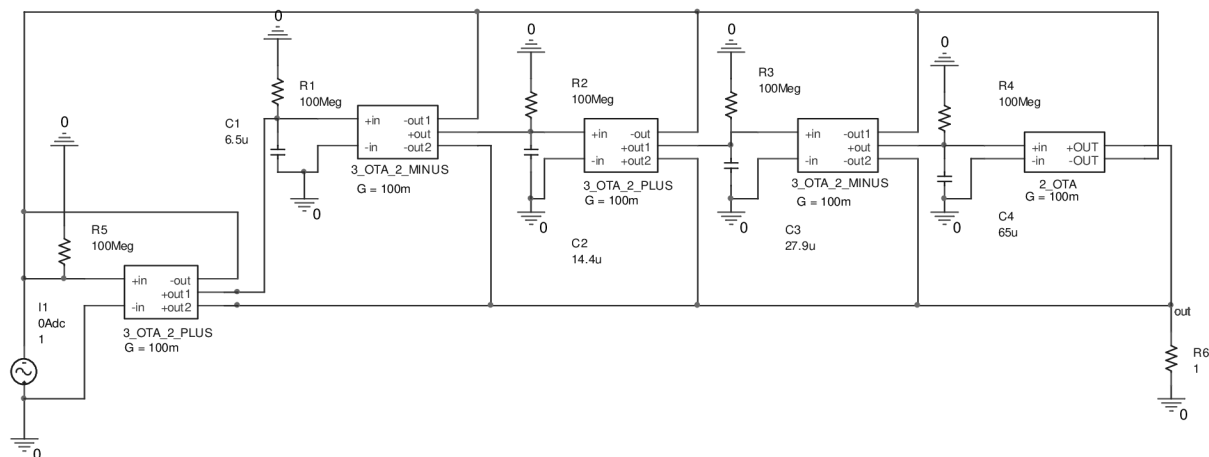 0
R1
100Meg
C1
6.5u
+in
-in
-out1
+out
-out2
3_OTA_2_MINUS
G = 100m
0
0
R2
100Meg
+in
-in
-out
+out1
+out2
3_OTA_2_PLUS
G = 100m
0
C2
14.4u
0
R3
100Meg
+in
-in
-out1
+out
-out2
3_OTA_2_MINUS
G = 100m
0
C3
27.9u
0
R4
100Meg
+in
-in
+OUT
-OUT
2_OTA
G = 100m
0
C4
65u
0
R5
100Meg
+in
-in
-out
+out1
+out2
3_OTA_2_PLUS
G = 100m
I1
0Adc
1
0
out
R6
1
0